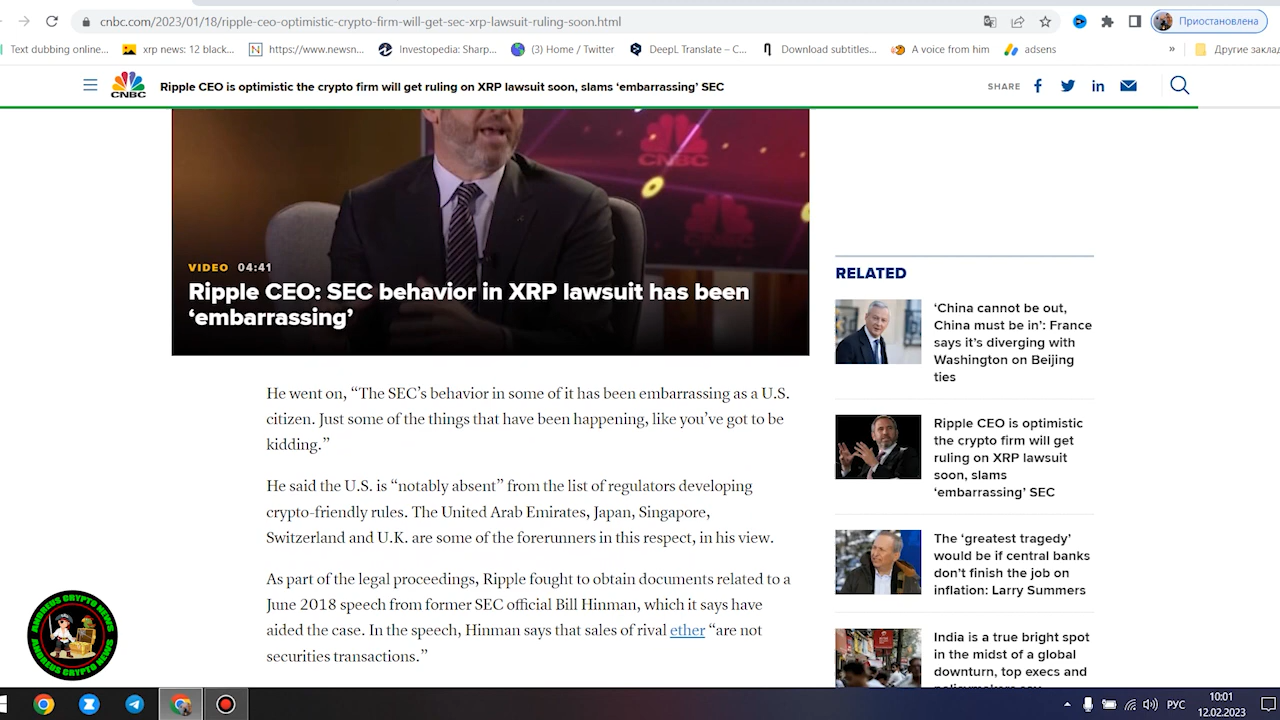 cnbc.com/2023/01/18/ripple-ceo-optimistic-crypto-firm-will-get-sec-xrp-lawsuit-ruling-soon.html
Приостановлена
Text dubbing online...
xrp news: 12 black...
https://www.newsn...
Investopedia: Sharp...
(3) Home / Twitter
DeepL Translate – C...
Download subtitles...
A voice from him
adsens
»
Другие закла
CNBC
Ripple CEO is optimistic the crypto firm will get ruling on XRP lawsuit soon, slams ‘embarrassing’ SEC
SHARE
CNBC
VIDEO 04:41
Ripple CEO: SEC behavior in XRP lawsuit has been
‘embarrassing’
He went on, “The SEC’s behavior in some of it has been embarrassing as a U.S.
citizen. Just some of the things that have been happening, like you’ve got to be
kidding.”
He said the U.S. is “notably absent” from the list of regulators developing
crypto-friendly rules. The United Arab Emirates, Japan, Singapore,
Switzerland and U.K. are some of the forerunners in this respect, in his view.
As part of the legal proceedings, Ripple fought to obtain documents related to a
June 2018 speech from former SEC official Bill Hinman, which it says have
aided the case. In the speech, Hinman says that sales of rival ether “are not
securities transactions.”
RELATED
‘China cannot be out,
China must be in’: France
says it’s diverging with
Washington on Beijing
ties
Ripple CEO is optimistic
the crypto firm will get
ruling on XRP lawsuit
soon, slams
‘embarrassing’ SEC
The ‘greatest tragedy’
would be if central banks
don’t finish the job on
inflation: Larry Summers
India is a true bright spot
in the midst of a global
downturn, top execs and
policymakers say
ANDREUS CRYPTO NEWS
ANDREUS CRYPTO NEWS
РУС
10:01
12.02.2023